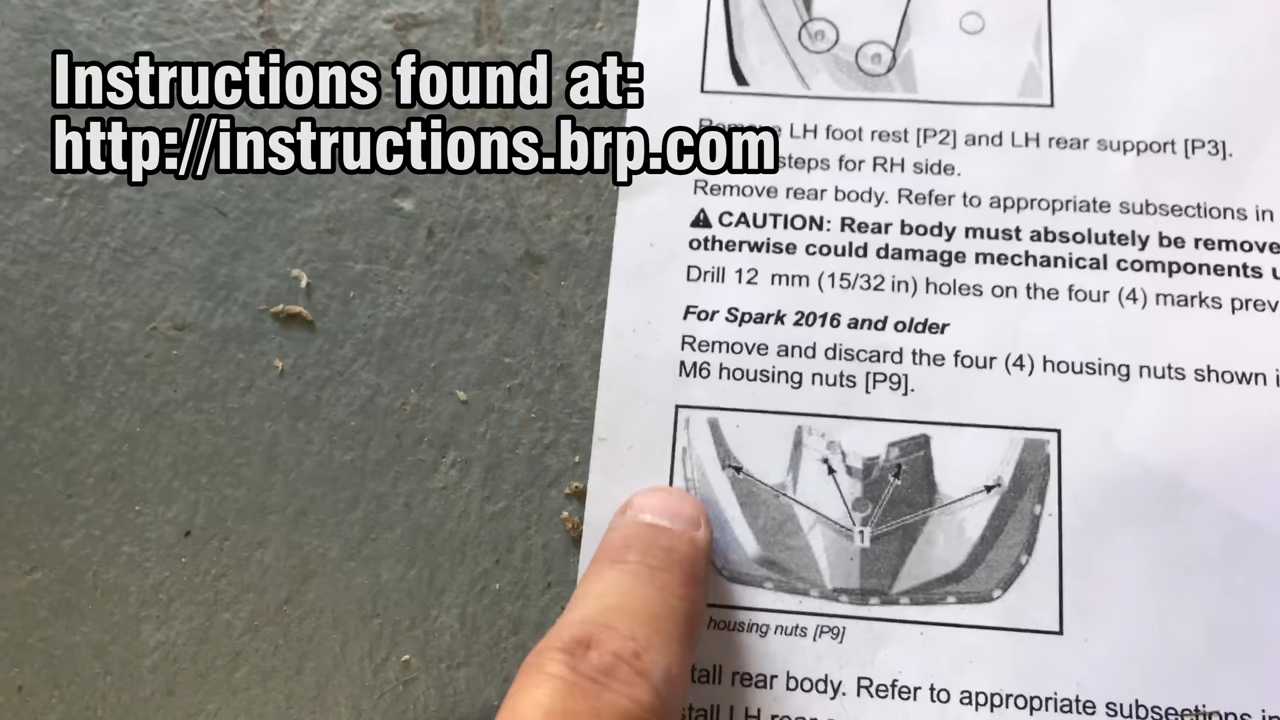 Instructions found at:
http://instructions.brp.com
LH foot rest [P2] and LH rear support [P3].
steps for RH side.
Remove rear body. Refer to appropriate subsections in
⚠ CAUTION: Rear body must absolutely be remove
otherwise could damage mechanical components u
Drill 12 mm (15/32 in) holes on the four (4) marks prev
For Spark 2016 and older
Remove and discard the four (4) housing nuts shown i
M6 housing nuts [P9].
1
housing nuts [P9]
tall rear body. Refer to appropriate subsections in
stall LH rear